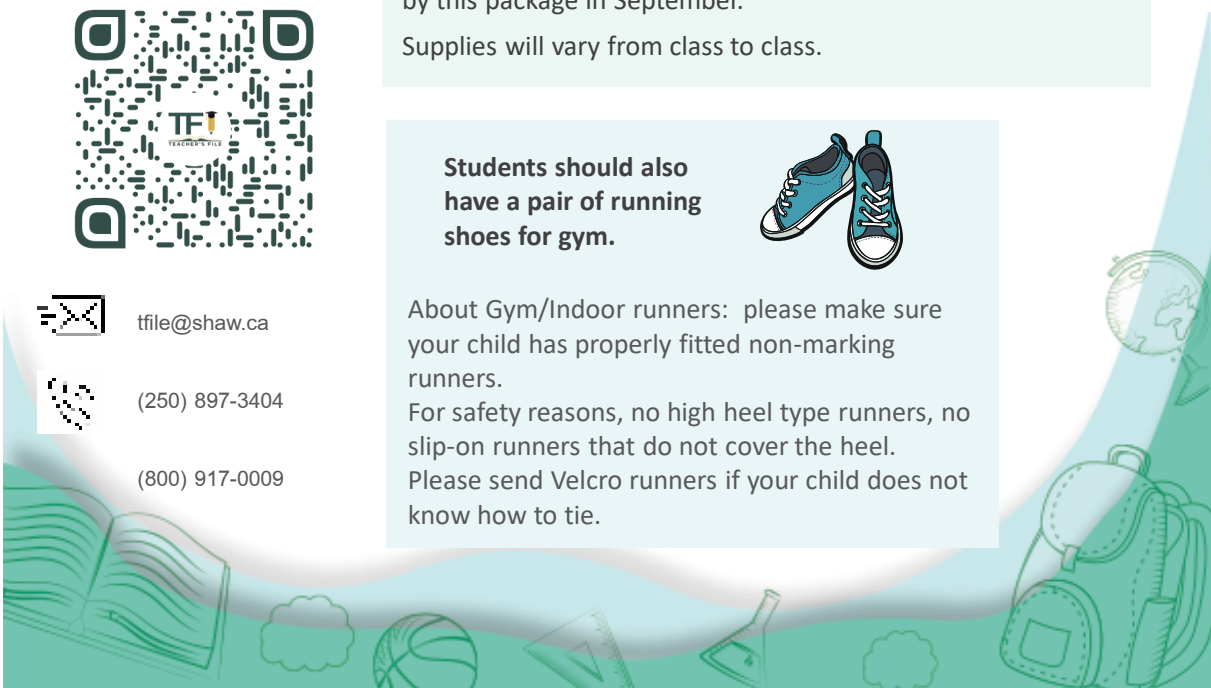 by this package in September.
Supplies will vary from class to class.
TF
TEACHER'S FILE
Students should also
have a pair of running
shoes for gym.
About Gym/Indoor runners:  please make sure
your child has properly fitted non-marking
runners.
For safety reasons, no high heel type runners, no
slip-on runners that do not cover the heel.
Please send Velcro runners if your child does not
know how to tie.
tfile@shaw.ca
(250) 897-3404
(800) 917-0009